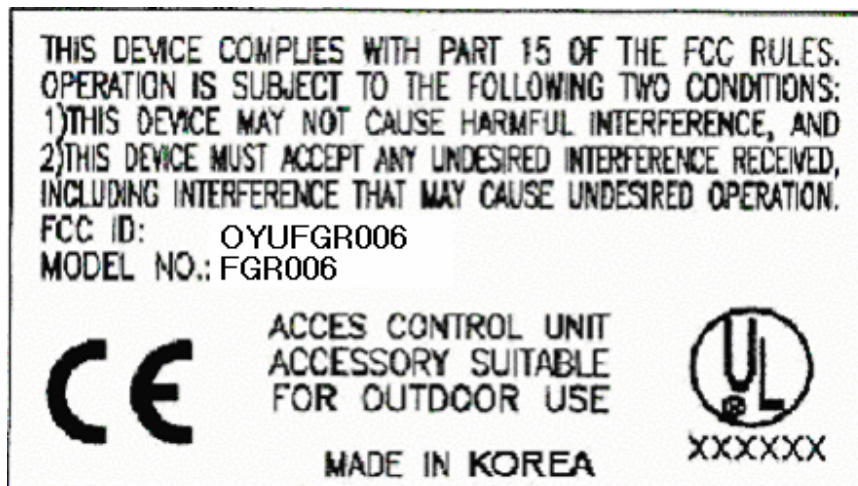 THIS DEVICE COMPLIES WITH PART 15 OF THE FCC RULES.
OPERATION IS SUBJECT TO THE FOLLOWING TWO CONDITIONS:
1)THIS DEVICE MAY NOT CAUSE HARMFUL INTERFERENCE, AND
2)THIS DEVICE MUST ACCEPT ANY UNDESIRED INTERFERENCE RECEIVED,
INCLUDING INTERFERENCE THAT MAY CAUSE UNDESIRED OPERATION.
FCC ID: OYUFGR006
MODEL NO.: FGR006
CE
ACCES CONTROL UNIT
ACCESSORY SUITABLE
FOR OUTDOOR USE
UL
®
XXXXXX
MADE IN KOREA